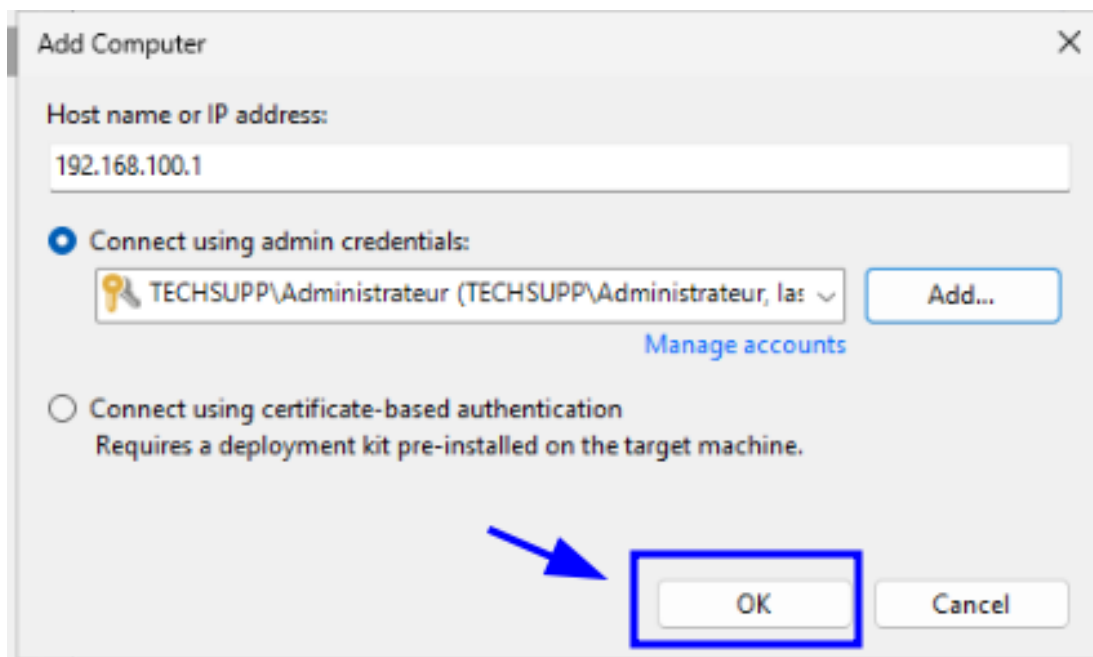 Add Computer
Host name or IP address:
192.168.100.1
Connect using admin credentials:
TECHSUPP\Administrateur (TECHSUPP\Administrateur, las
Add...
Manage accounts
Connect using certificate-based authentication
Requires a deployment kit pre-installed on the target machine.
OK
Cancel